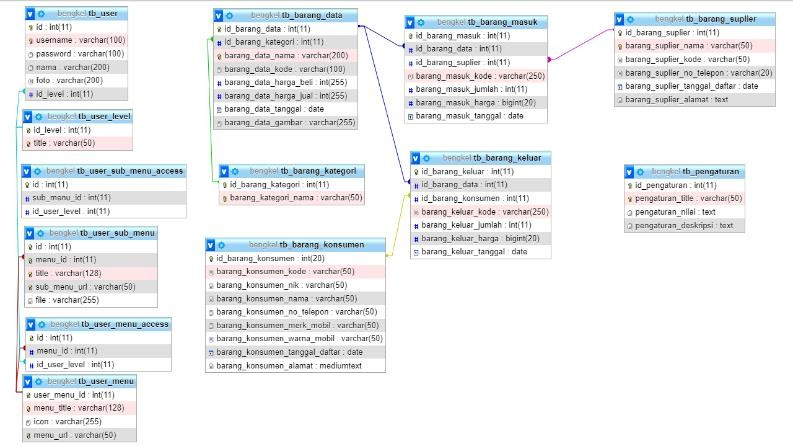 bengkel tb_user
id : int(11)
username : varchar(100)
password : varchar(100)
nama : varchar(200)
foto : varchar(200)
id_level : int(11)
bengkel tb_user_level
id_level : int(11)
title : varchar(50)
bengkel tb_user_sub_menu_access
id : int(11)
sub_menu_id : int(11)
id_user_level : int(11)
bengkel tb_user_sub_menu
id : int(11)
menu_id : int(11)
title : varchar(128)
sub_menu_url : varchar(50)
file : varchar(255)
bengkel tb_user_menu_access
id : int(11)
menu_id : int(11)
id_user_level : int(11)
bengkel tb_user_menu
user_menu_id : int(11)
menu_title : varchar(128)
icon : varchar(255)
menu_url : varchar(50)
bengkel tb_barang_data
id_barang_data : int(11)
id_barang_kategori : int(11)
barang_data_nama : varchar(200)
barang_data_kode : varchar(100)
barang_data_harga_beli : int(255)
barang_data_harga_jual : int(255)
barang_data_tanggal : date
barang_data_gambar : varchar(255)
bengkel tb_barang_kategori
id_barang_kategori : int(11)
barang_kategori_nama : varchar(50)
bengkel tb_barang_konsumen
id_barang_konsumen : int(20)
barang_konsumen_kode : varchar(50)
barang_konsumen_nik : varchar(50)
barang_konsumen_nama : varchar(50)
barang_konsumen_no_telepon : varchar(50)
barang_konsumen_merk_mobil : varchar(50)
barang_konsumen_warna_mobil : varchar(50)
barang_konsumen_tanggal_daftar : date
barang_konsumen_alamat : mediumtext
bengkel tb_barang_masuk
id_barang_masuk : int(11)
id_barang_data : int(11)
id_barang_suplier : int(11)
barang_masuk_kode : varchar(250)
barang_masuk_jumlah : int(11)
barang_masuk_harga : bigint(20)
barang_masuk_tanggal : date
bengkel tb_barang_keluar
id_barang_keluar : int(11)
id_barang_data : int(11)
id_barang_konsumen : int(11)
barang_keluar_kode : varchar(250)
barang_keluar_jumlah : int(11)
barang_keluar_harga : bigint(20)
barang_keluar_tanggal : date
bengkel tb_barang_suplier
id_barang_suplier : int(11)
barang_suplier_nama : varchar(50)
barang_suplier_kode : varchar(50)
barang_suplier_no_telepon : varchar(20)
barang_suplier_tanggal_daftar : date
barang_suplier_alamat : text
bengkel tb_pengaturan
id_pengaturan : int(11)
pengaturan_title : varchar(50)
pengaturan_nilai : text
pengaturan_deskripsi : text